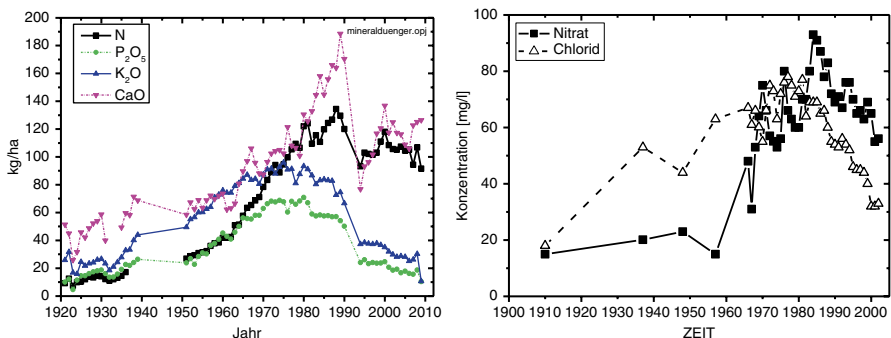 N
P₂O₅
K₂O
CaO
mineralduenger.opj
kg/ha
200
180
160
140
120
100
80
60
40
20
0
1920 1930 1940 1950 1960 1970 1980 1990 2000 2010
Jahr
Nitrat
Chlorid
Konzentration [mg/l]
100
80
60
40
20
0
1900 1910 1920 1930 1940 1950 1960 1970 1980 1990 2000
ZEIT